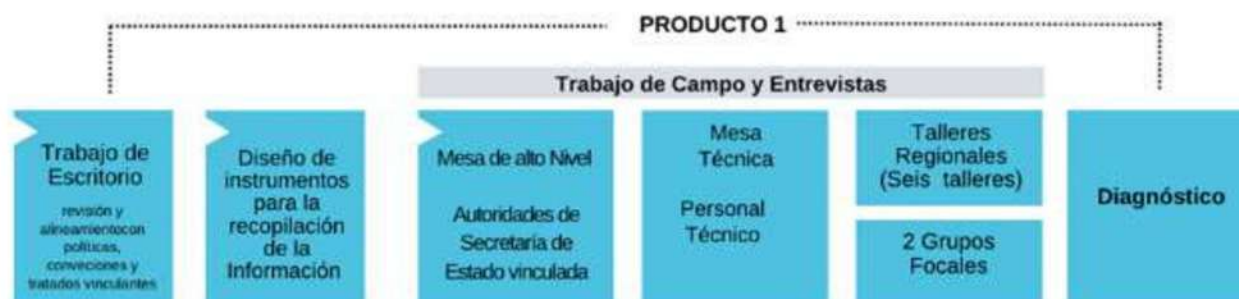 PRODUCTO 1
Trabajo de Campo y Entrevistas
Trabajo de
Escritorio
revisión y
alineamientocon
políticas,
conveciones y
tratados vinculantes
Diseño de
instrumentos
para la
recopilación
de la
Información
Mesa de alto Nivel
Autoridades de
Secretaría de
Estado vinculada
Mesa
Técnica
Personal
Técnico
Talleres
Regionales
(Seis talleres)
2 Grupos
Focales
Diagnóstico